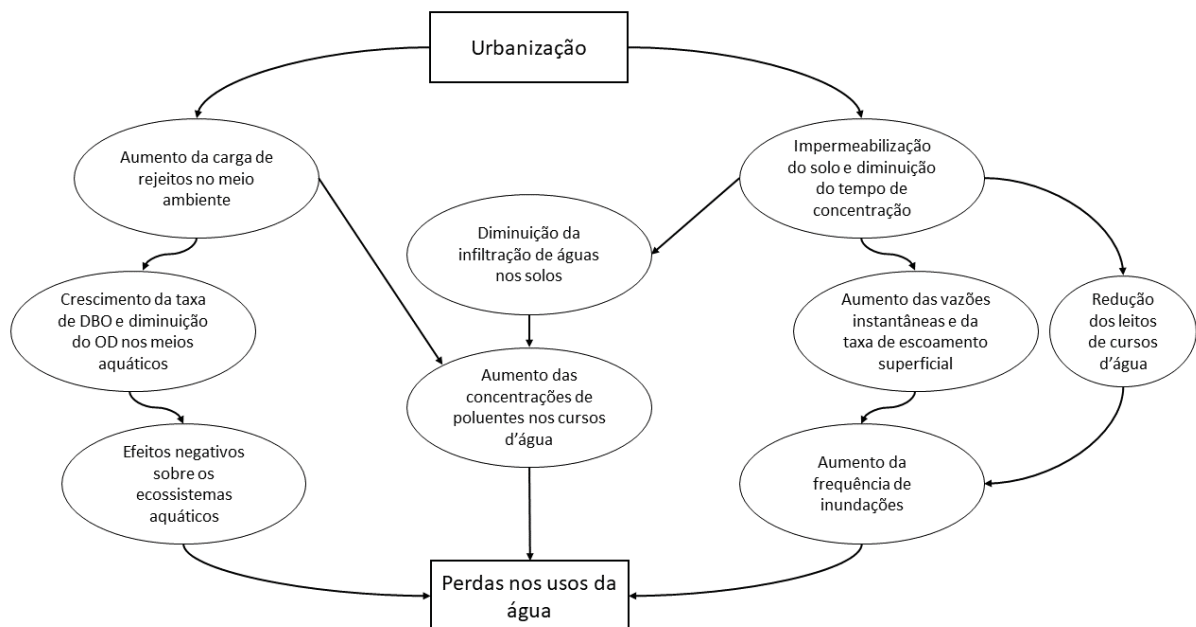 Urbanização
Aumento da carga de
rejeitos no meio
ambiente
Impermeabilização
do solo e diminuição
do tempo de
concentração
Diminuição da
infiltração de águas
nos solos
Crescimento da taxa
de DBO e diminuição
do OD nos meios
aquáticos
Aumento das vazões
instantâneas e da
taxa de escoamento
superficial
Redução
dos leitos
de cursos
d’água
Aumento das
concentrações de
poluentes nos cursos
d’água
Efeitos negativos
sobre os
ecossistemas
aquáticos
Aumento da
frequência de
inundações
Perdas nos usos da
água